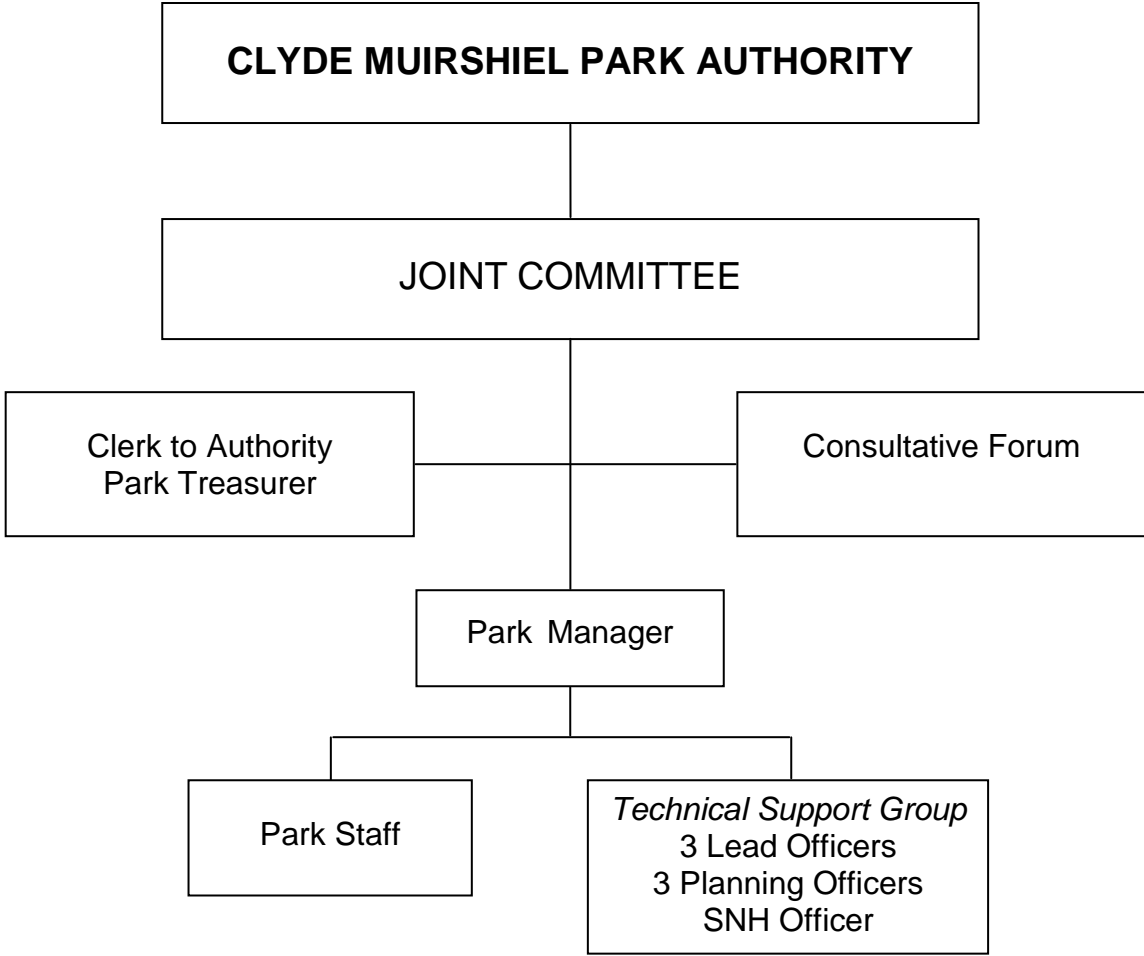 CLYDE MUIRSHIEL PARK AUTHORITY
JOINT COMMITTEE
Clerk to Authority
Park Treasurer
Consultative Forum
Park Manager
Park Staff
Technical Support Group
3 Lead Officers
3 Planning Officers
SNH Officer